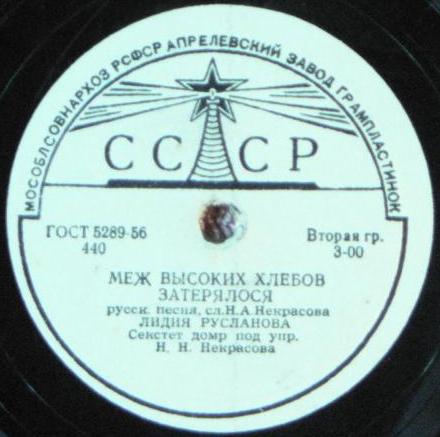 МОСОБЛСОВНАРХОЗ РСФСР АПРЕЛЕВСКИЙ ЗАВОД ГРАМПЛАСТИНОК
СССР
ГОСТ 5289-56
440
Вторая гр.
3-00
МЕЖ ВЫСОКИХ ХЛЕБОВ
ЗАТЕРЯЛОСЯ
русск. песня, сл. Н.А.Некрасова
ЛИДИЯ РУСЛАНОВА
Секстет домр под упр.
Н. Н. Некрасова